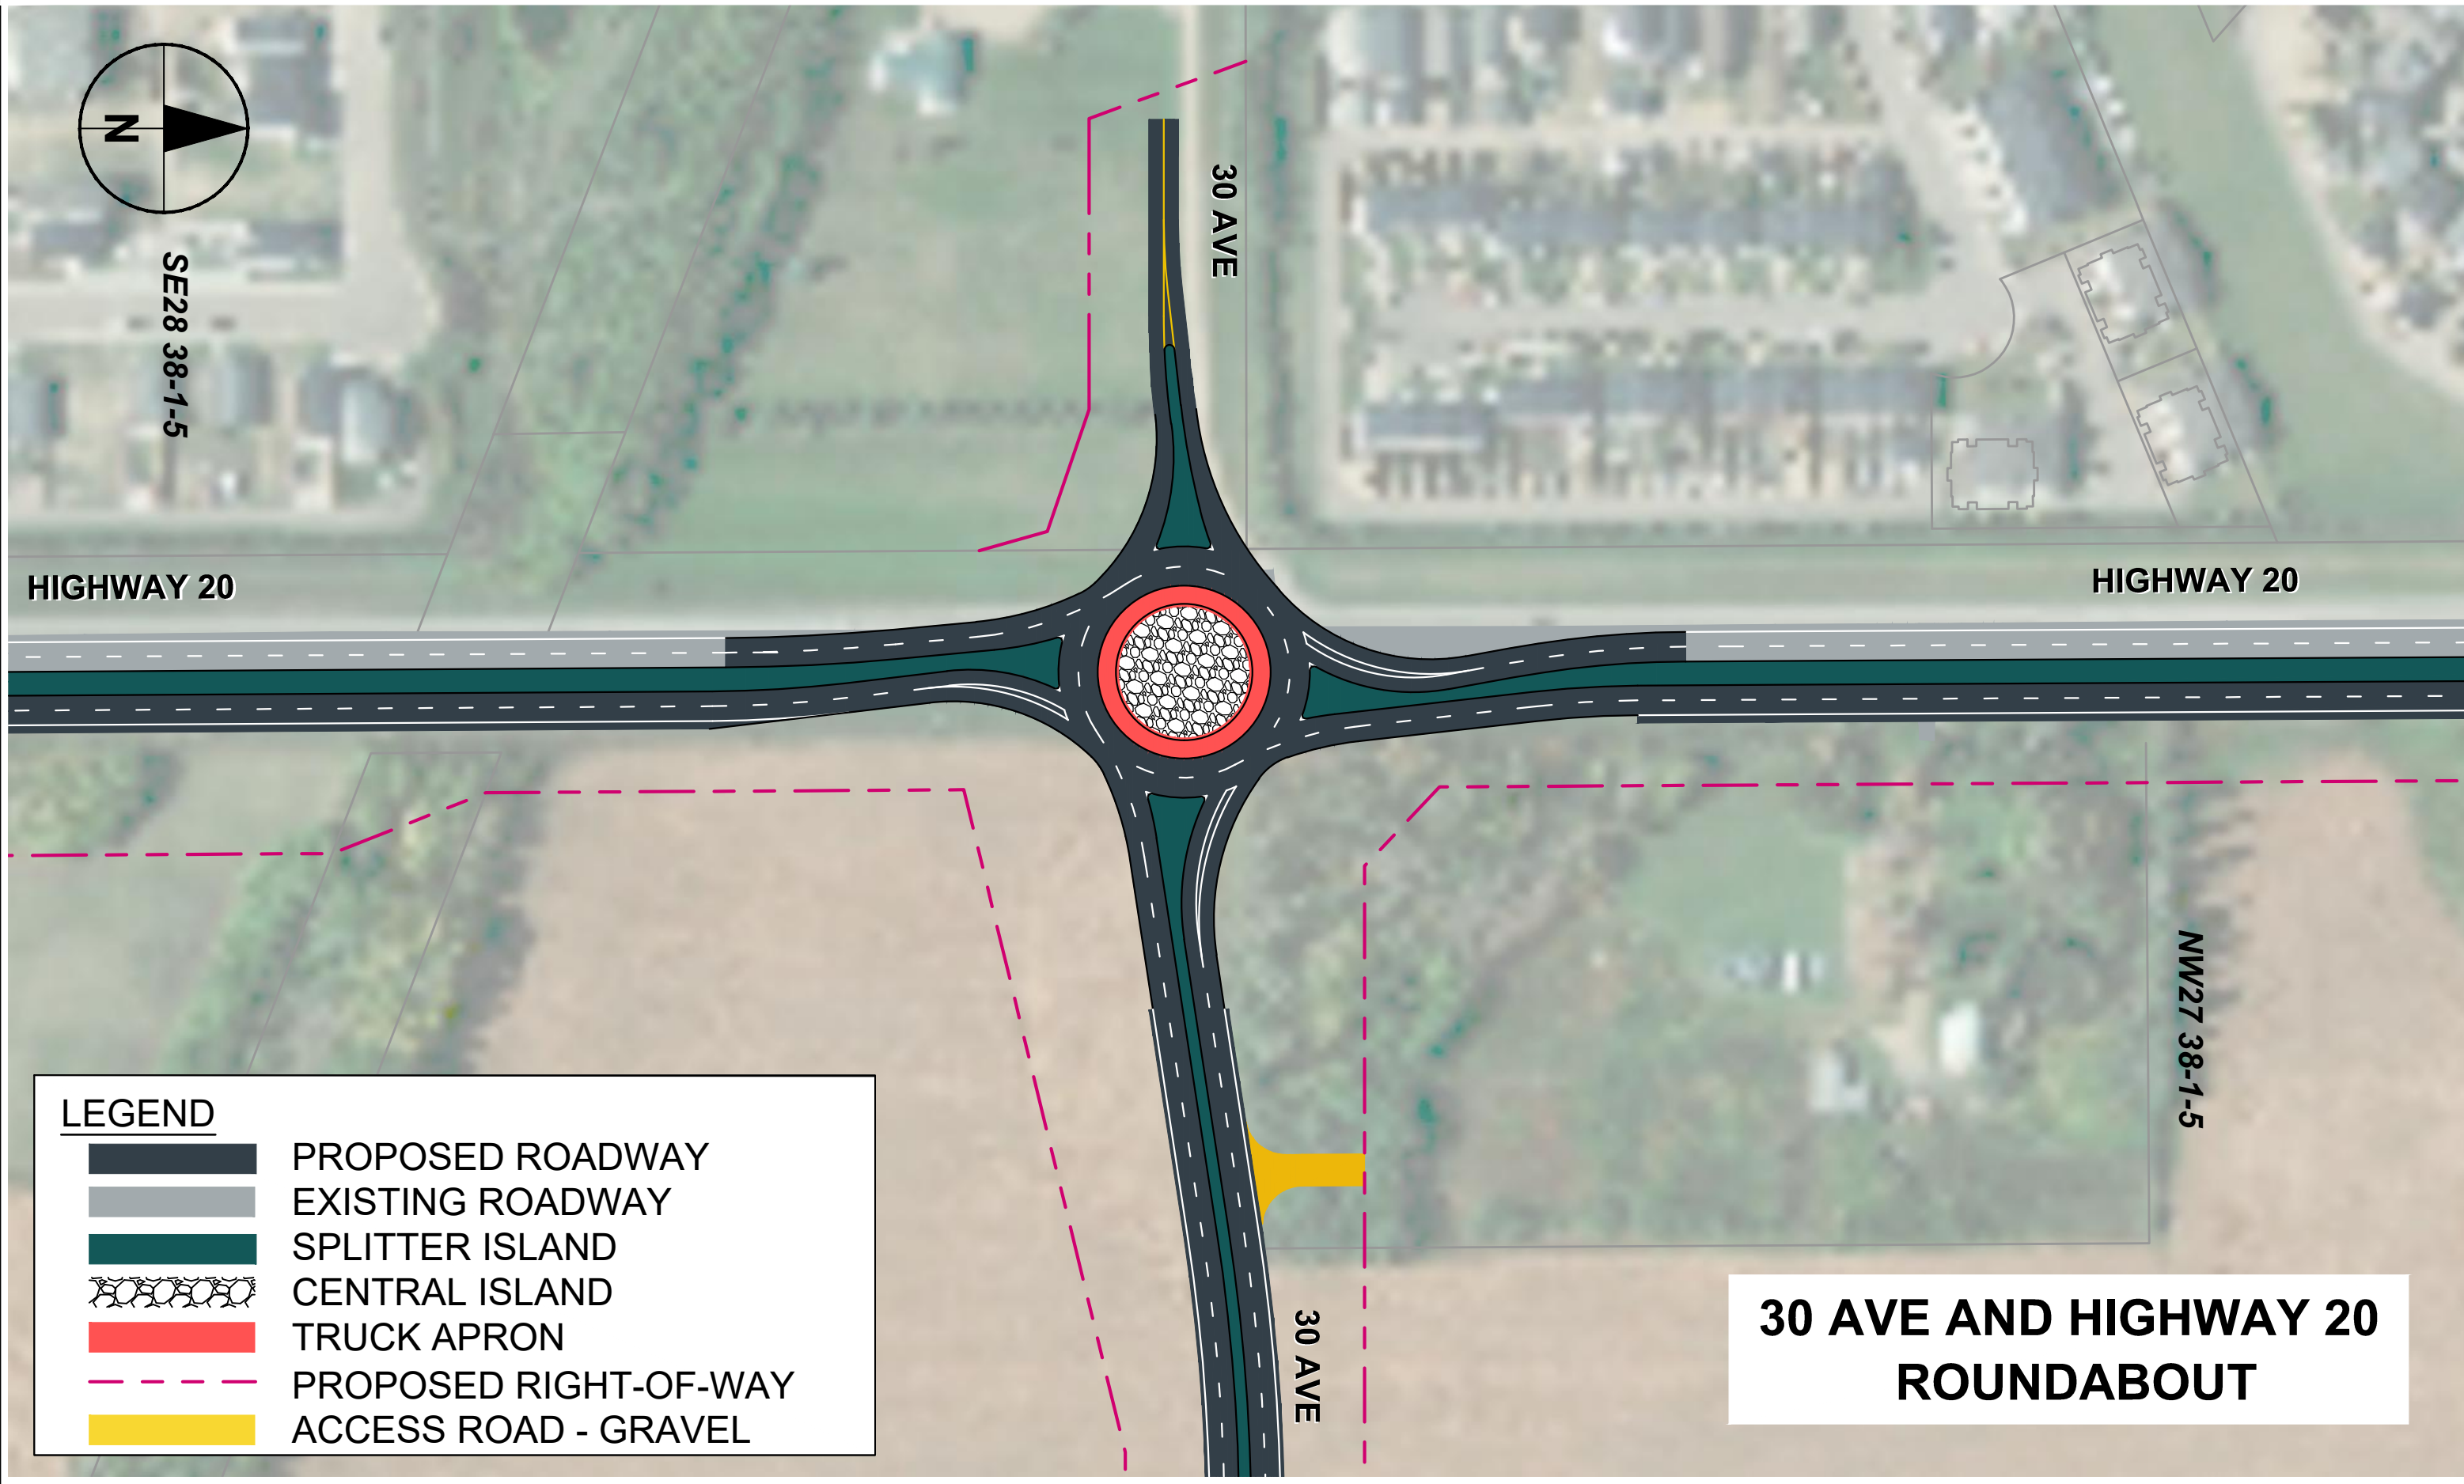 N
SE28 38-1-5
30 AVE
HIGHWAY 20
HIGHWAY 20
NW27 38-1-5
30 AVE
LEGEND
PROPOSED ROADWAY
EXISTING ROADWAY
SPLITTER ISLAND
CENTRAL ISLAND
TRUCK APRON
PROPOSED RIGHT-OF-WAY
ACCESS ROAD - GRAVEL
30 AVE AND HIGHWAY 20
ROUNDABOUT